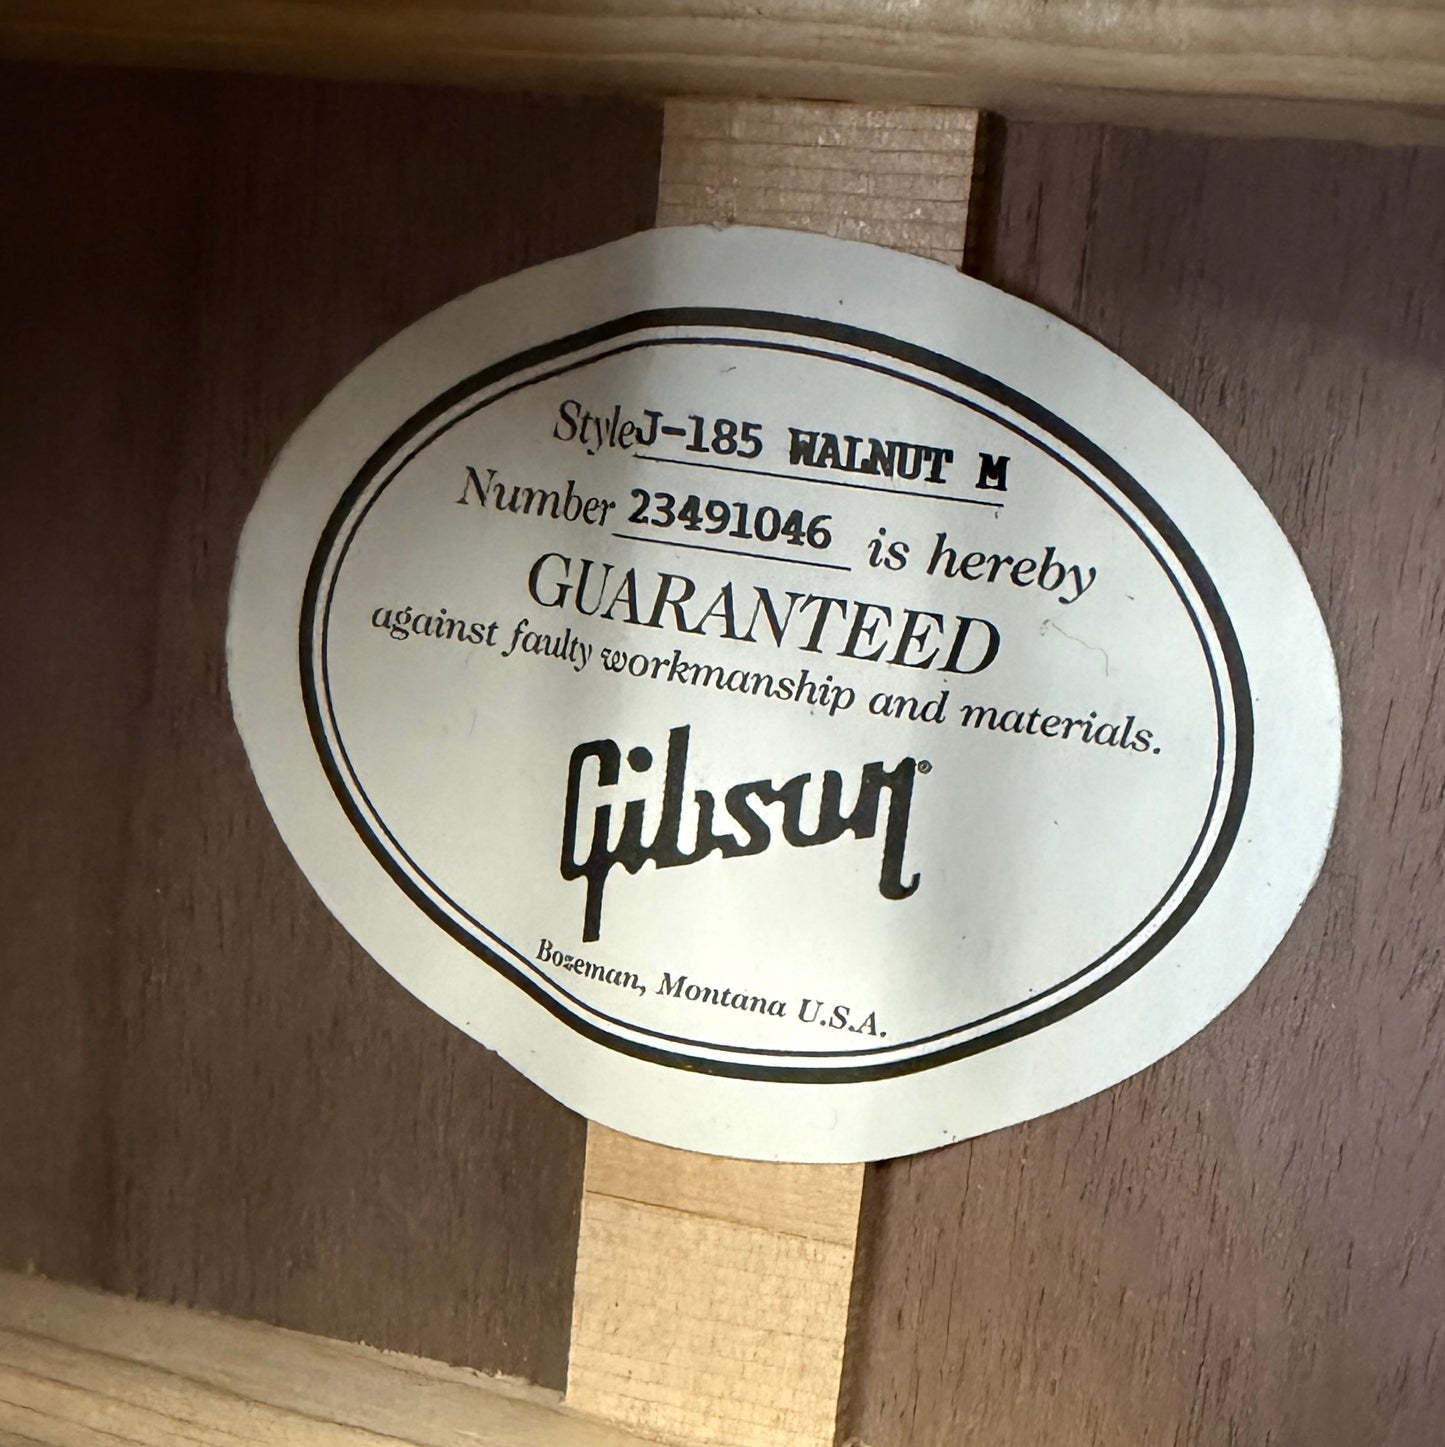 Style J-185 WALNUT M
Number 23491046 is hereby
GUARANTEED
against faulty workmanship and materials.
Gibson®
Bozeman, Montana U.S.A.